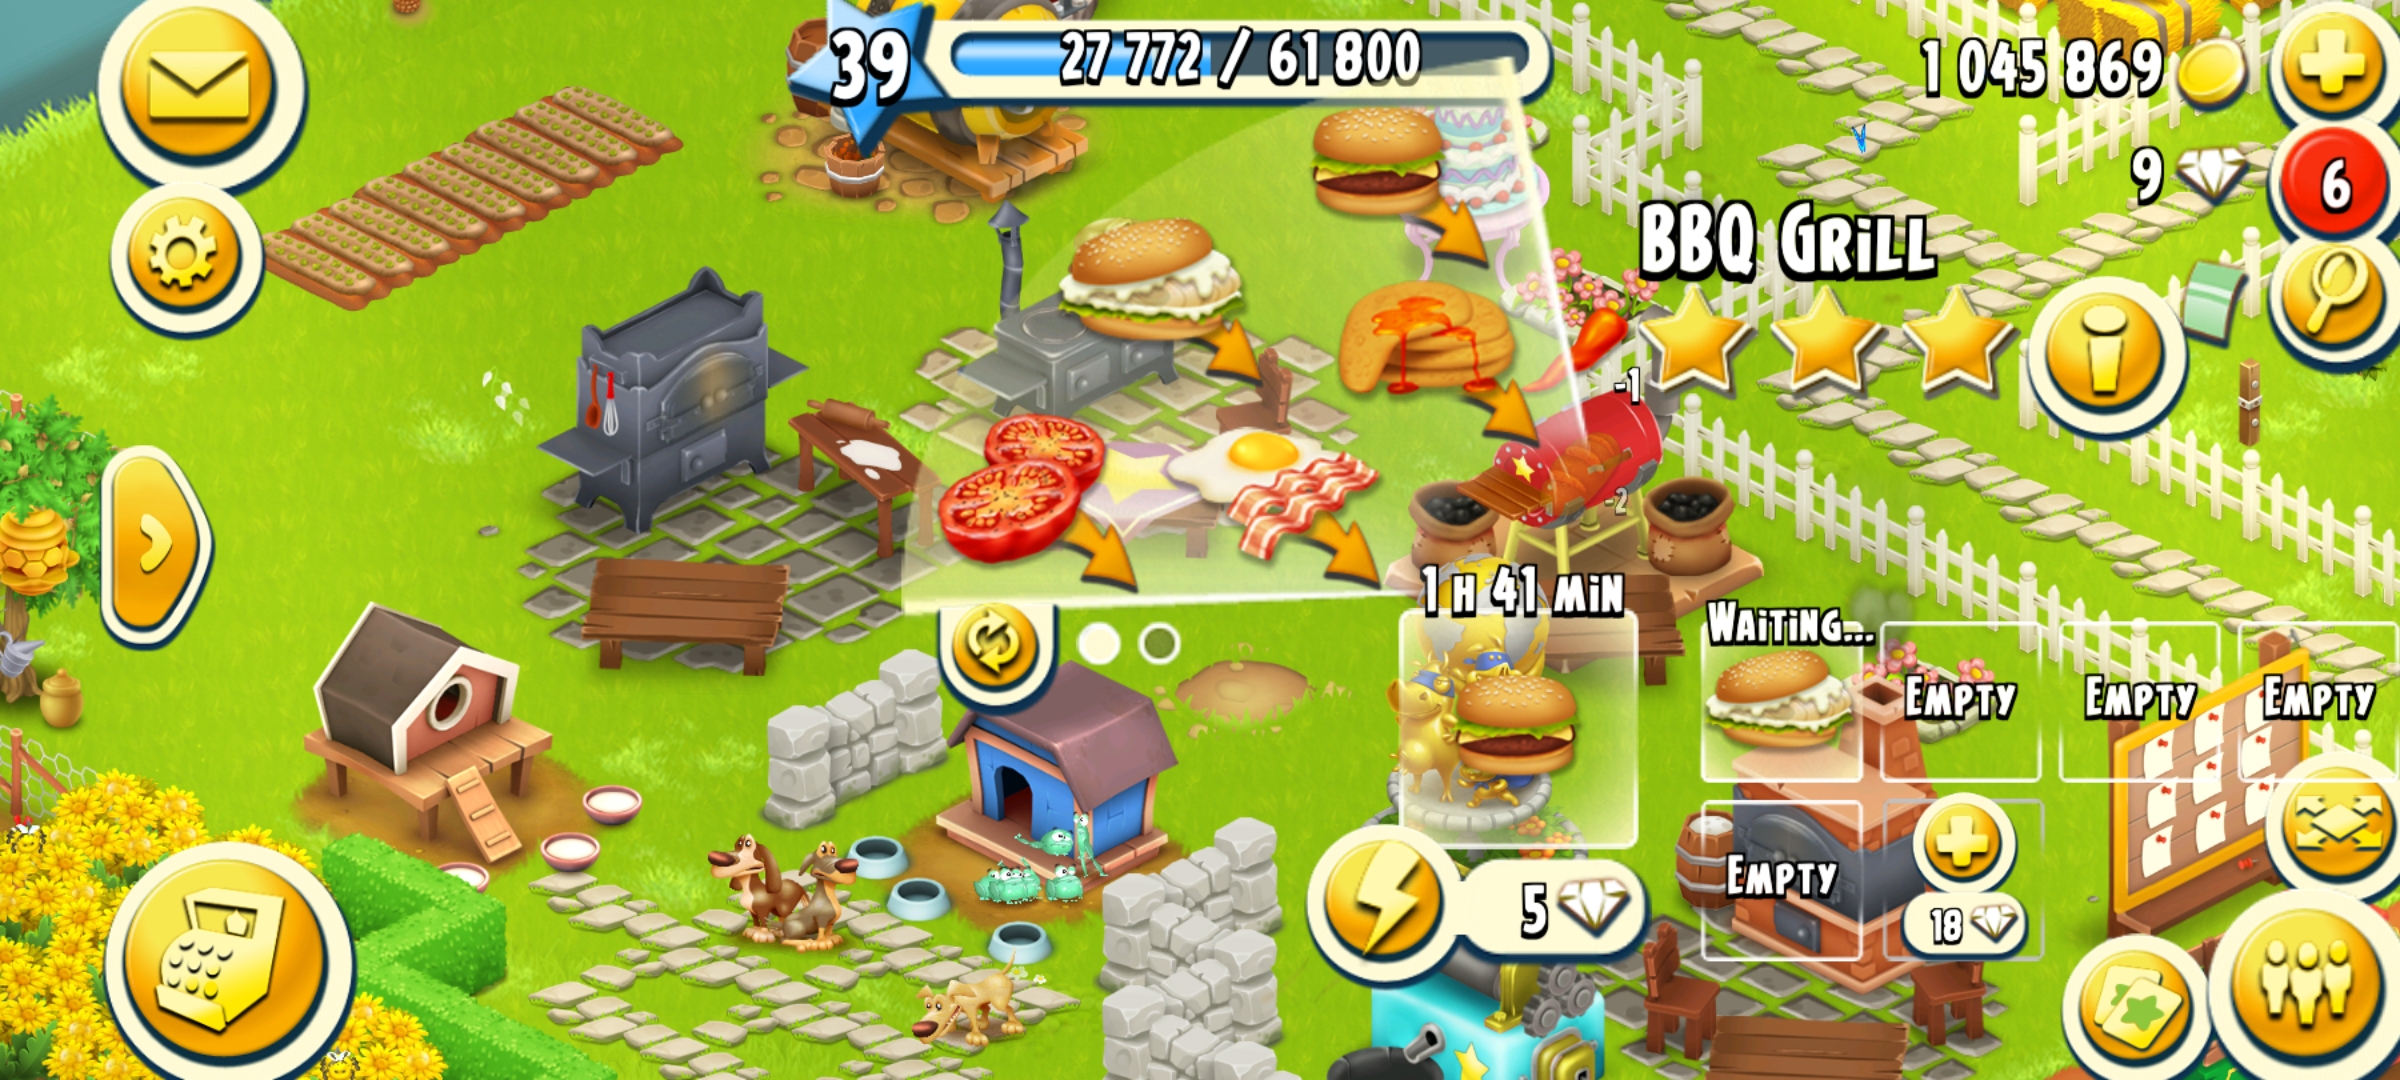 39
27 772 / 61 800
1 045 869
9
6
BBQ GRILL
-1
-2
1 H 41 MIN
WAITING...
EMPTY
EMPTY
EMPTY
EMPTY
5
18